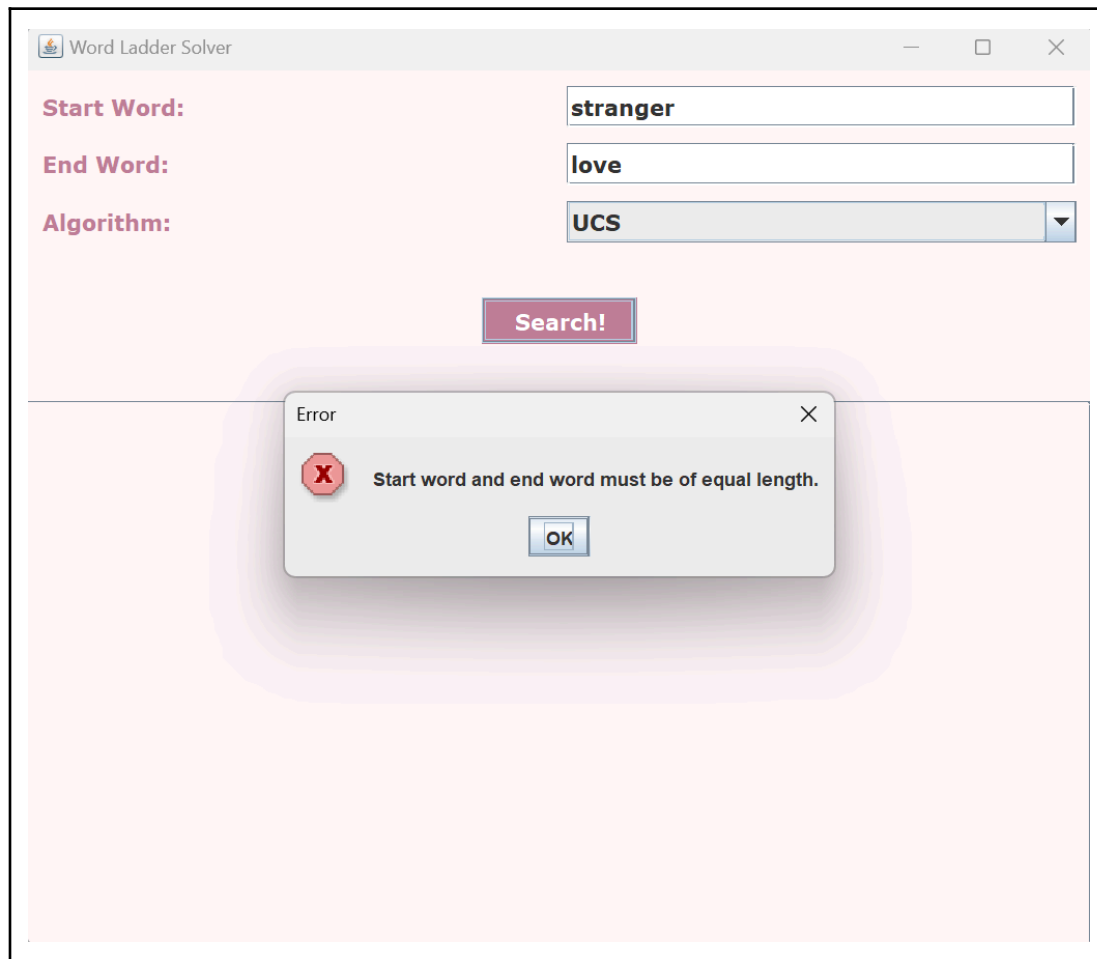 Word Ladder Solver
Start Word: stranger
End Word: love
Algorithm: UCS
Search!
Error
X
Start word and end word must be of equal length.
OK